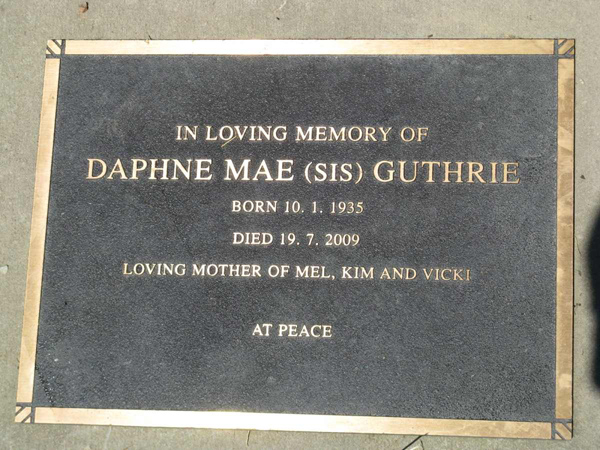 IN LOVING MEMORY OF
DAPHNE MAE (SIS) GUTHRIE
BORN 10. 1. 1935
DIED 19. 7. 2009
LOVING MOTHER OF MEL, KIM AND VICKI
AT PEACE